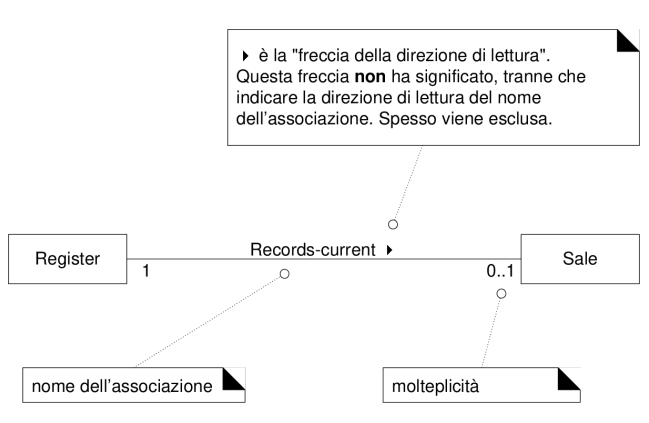 ▸ è la "freccia della direzione di lettura".
Questa freccia non ha significato, tranne che
indicare la direzione di lettura del nome
dell'associazione. Spesso viene esclusa.
Records-current ▸
Register
1
0..1
Sale
nome dell'associazione
molteplicità